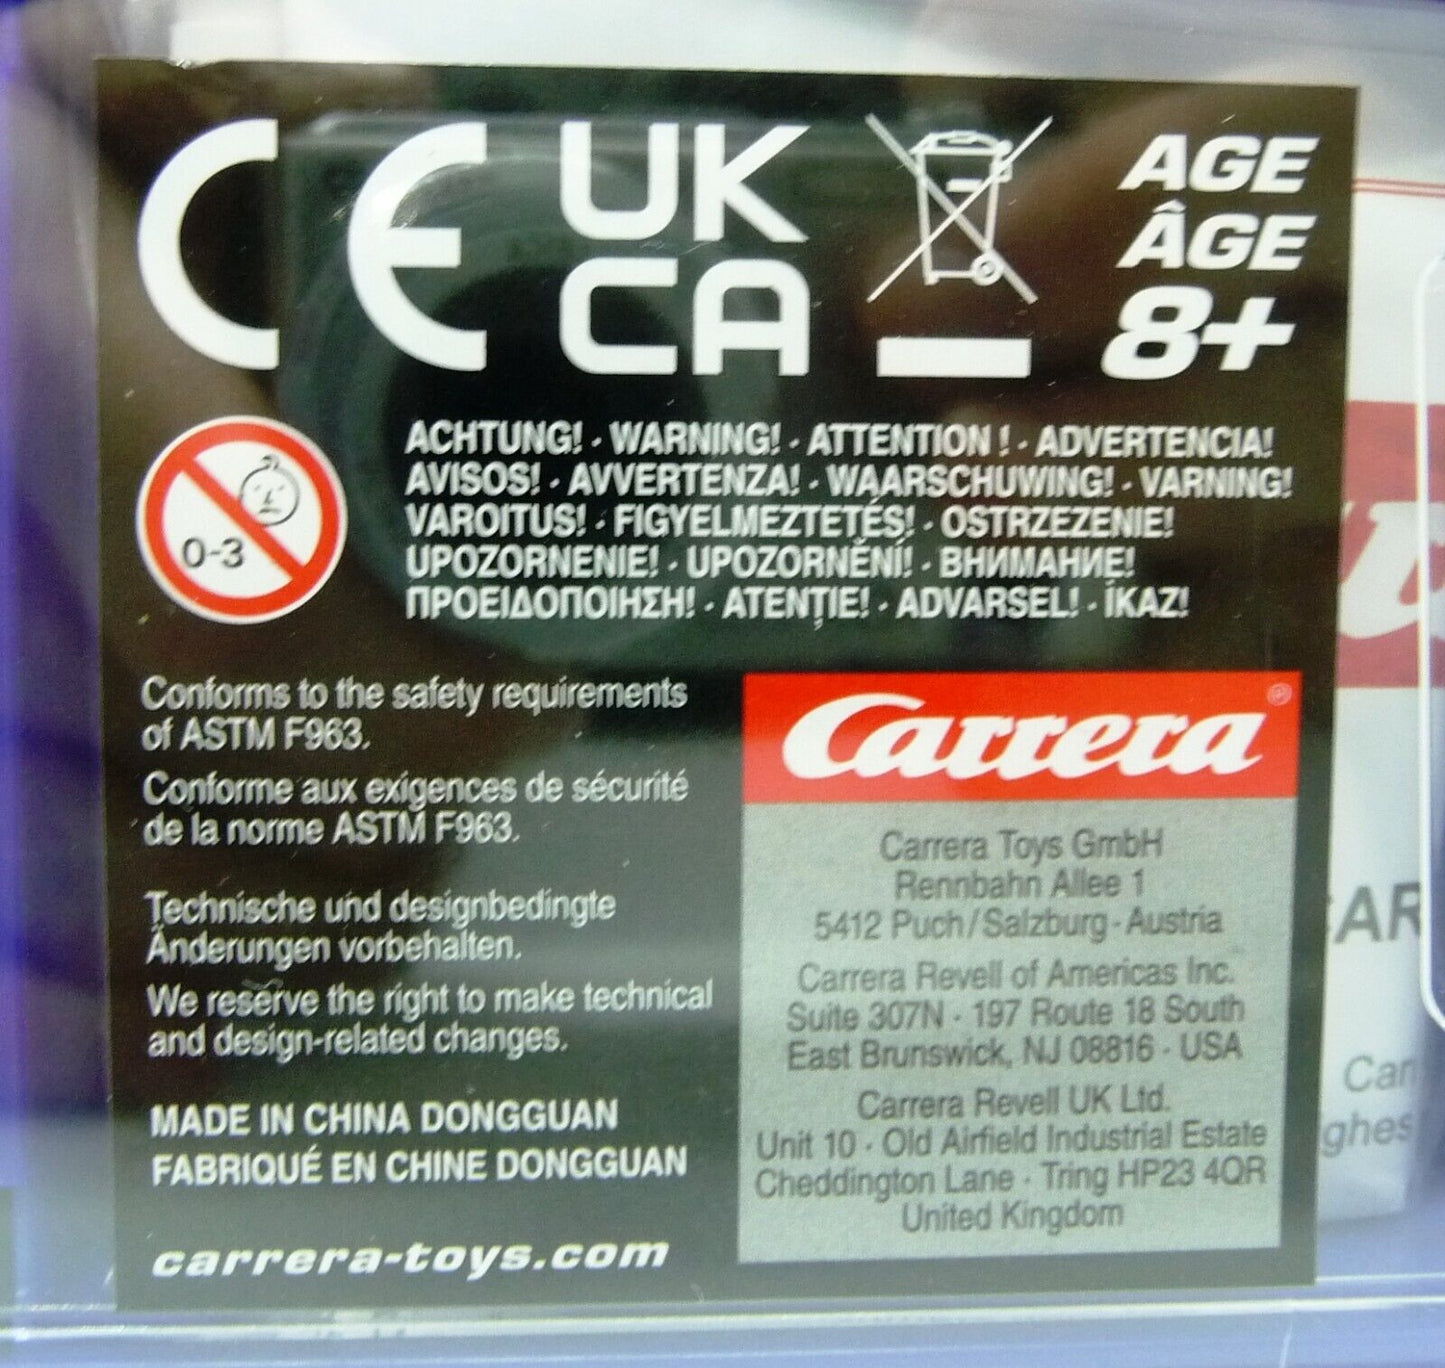 CE
UK
CA
AGE
ÂGE
8+
0-3
ACHTUNG! · WARNING! · ATTENTION ! · ADVERTENCIA!
AVISOS! · AVVERTENZA! · WAARSCHUWING! · VARNING!
VAROITUS! · FIGYELMEZTETÉS! · OSTRZEZENIE!
UPOZORNENIE! · UPOZORNĚNÍ! · ВНИМАНИЕ!
ΠΡΟΕΙΔΟΠΟΙΗΣΗ! · ATENȚIE! · ADVARSEL! · İKAZ!
Conforms to the safety requirements
of ASTM F963.
Conforme aux exigences de sécurité
de la norme ASTM F963.
Technische und designbedingte
Änderungen vorbehalten.
We reserve the right to make technical
and design-related changes.
MADE IN CHINA DONGGUAN
FABRIQUÉ EN CHINE DONGGUAN
carrera-toys.com
Carrera®
Carrera Toys GmbH
Rennbahn Allee 1
5412 Puch/Salzburg - Austria
Carrera Revell of Americas Inc.
Suite 307N · 197 Route 18 South
East Brunswick, NJ 08816 · USA
Carrera Revell UK Ltd.
Unit 10 · Old Airfield Industrial Estate
Cheddington Lane · Tring HP23 4QR
United Kingdom